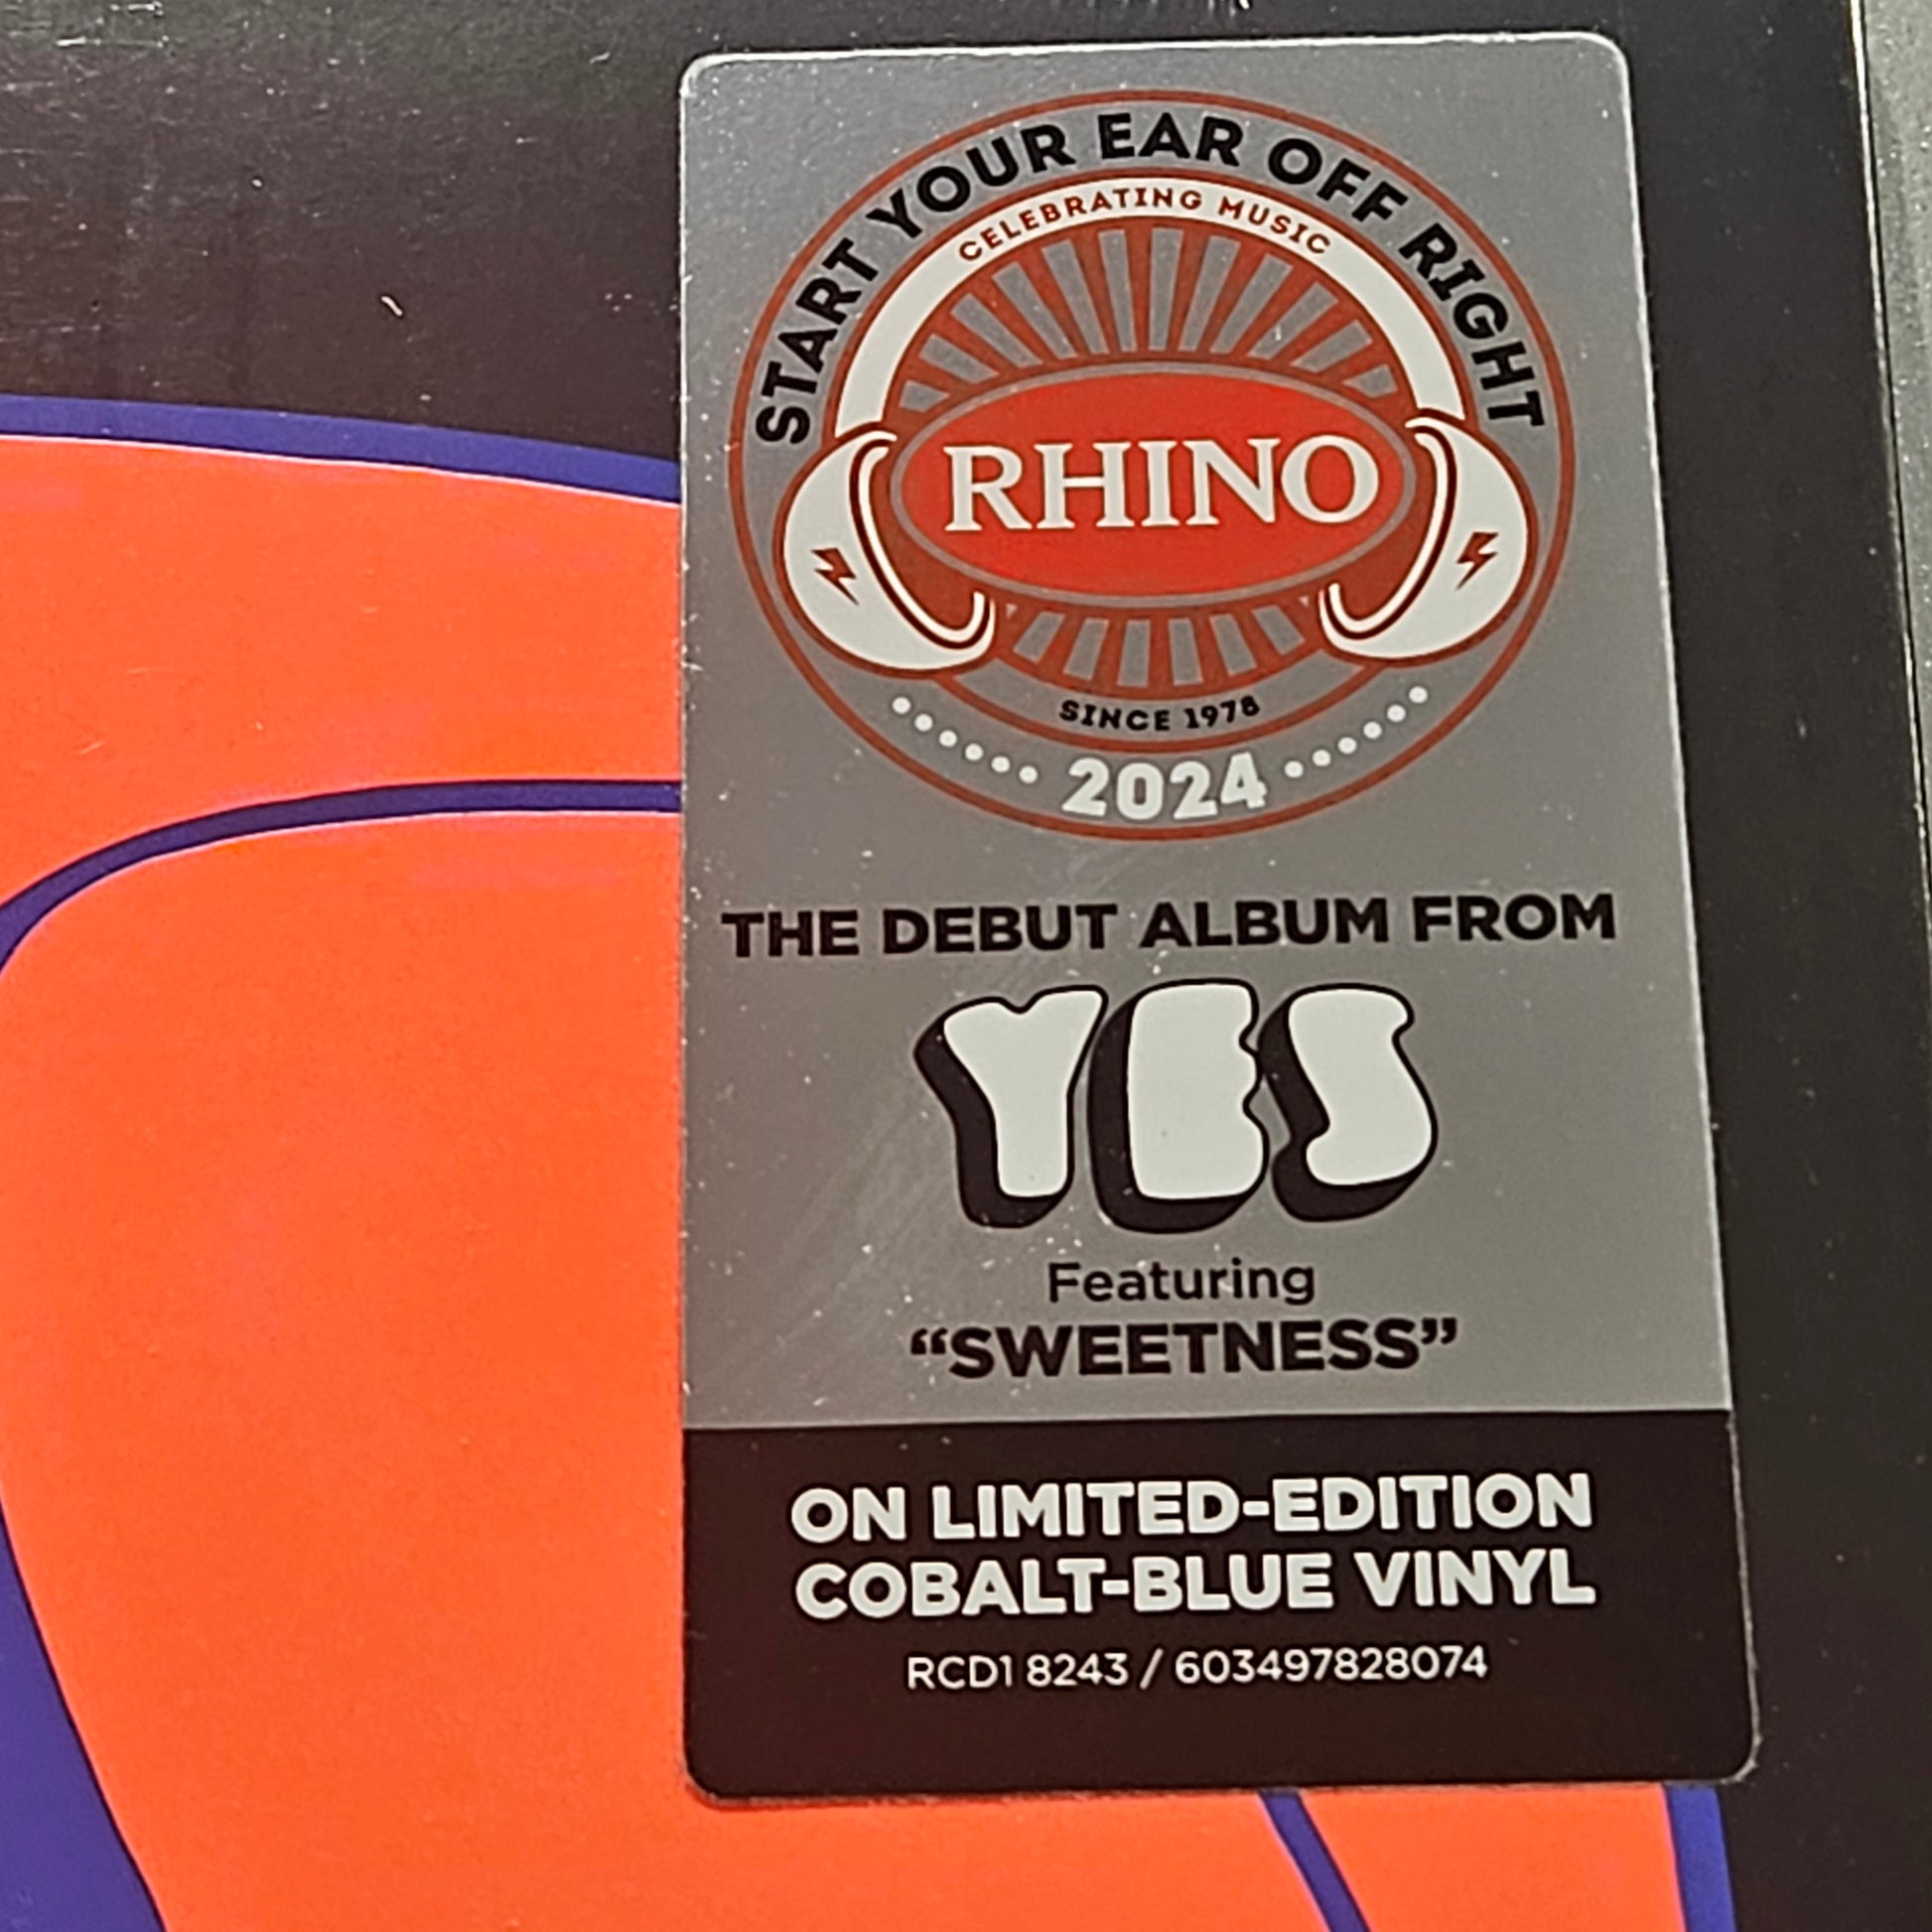 START YOUR EAR OFF RIGHT
CELEBRATING MUSIC
RHINO
SINCE 1978
2024
THE DEBUT ALBUM FROM
YES
Featuring
“SWEETNESS”
ON LIMITED-EDITION
COBALT-BLUE VINYL
RCD1 8243 / 603497828074